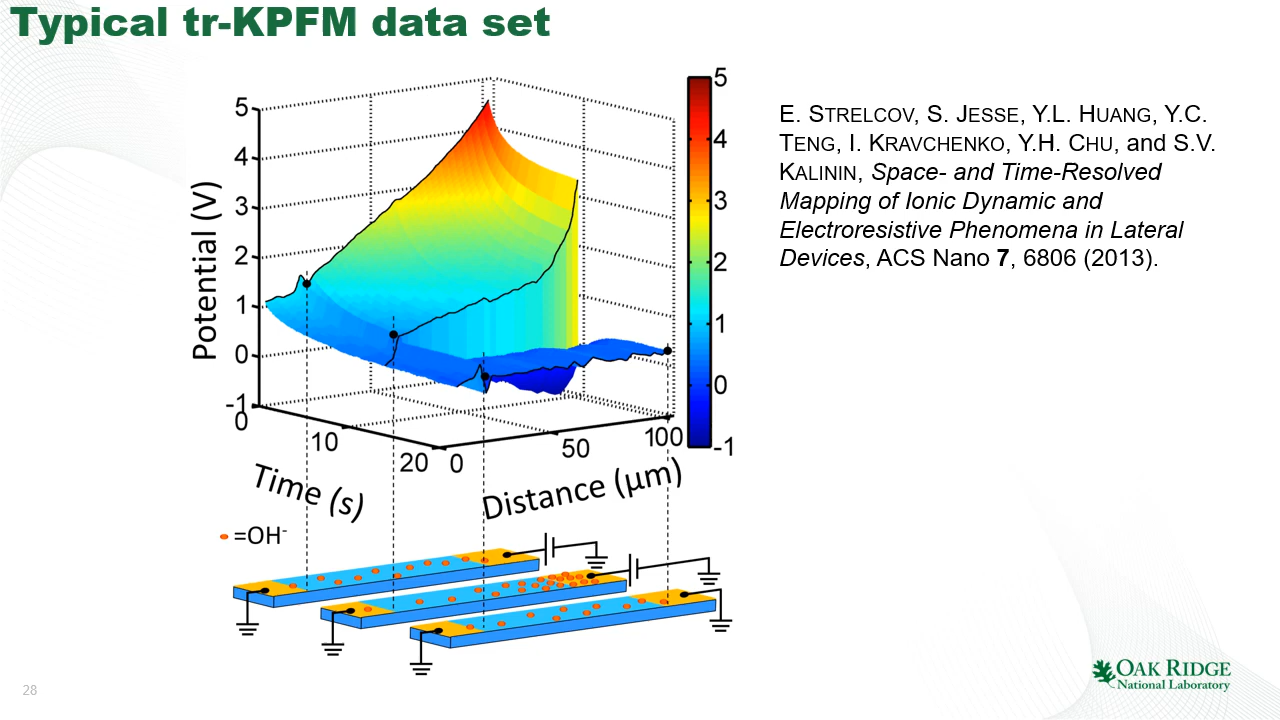 Typical tr-KPFM data set
E. STRELCOV, S. JESSE, Y.L. HUANG, Y.C.
TENG, I. KRAVCHENKO, Y.H. CHU, and S.V.
KALININ, Space- and Time-Resolved
Mapping of Ionic Dynamic and
Electroresistive Phenomena in Lateral
Devices, ACS Nano 7, 6806 (2013).
Potential (V)
5
4
3
2
1
0
-1
0
10
20
Time (s)
0
50
100
Distance (μm)
5
4
3
2
1
0
-1
=OH-
28
OAK RIDGE
National Laboratory